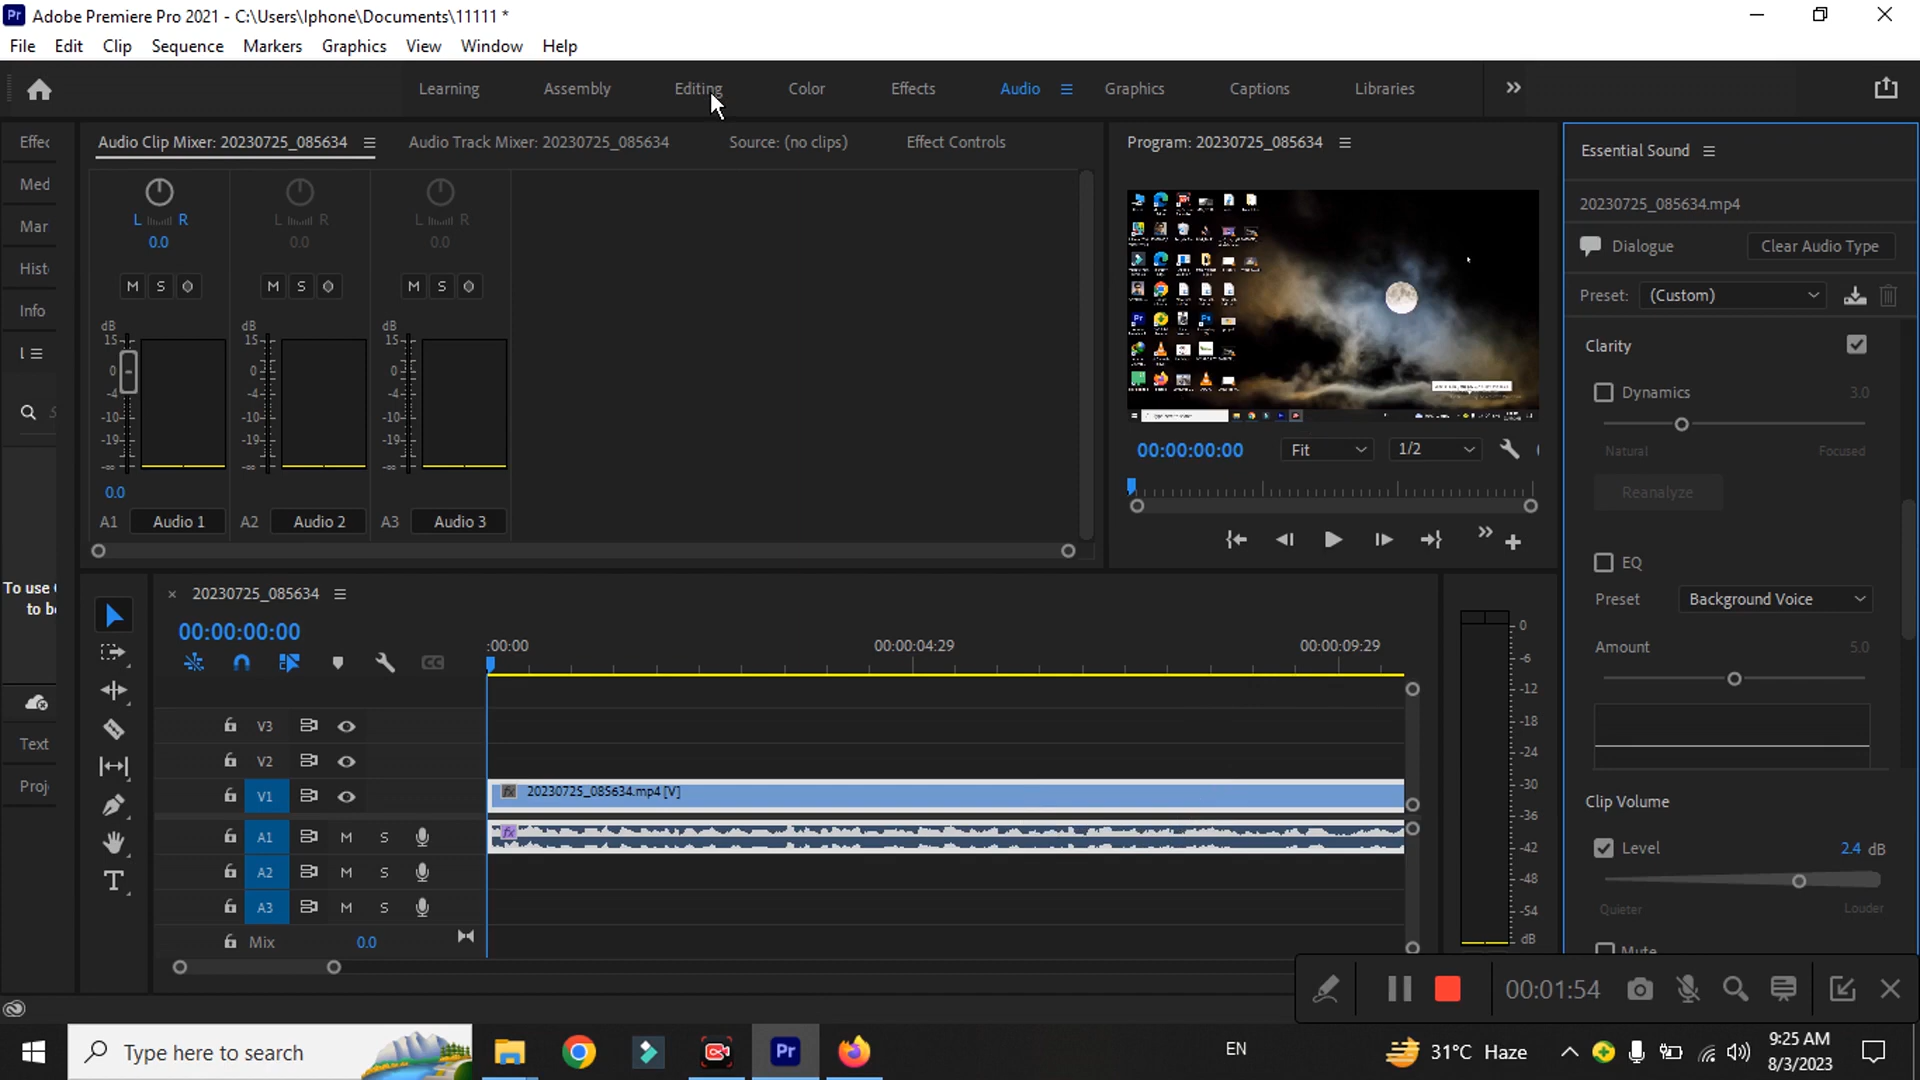 Adobe Premiere Pro 2021 - C:\Users\Iphone\Documents\11111 *
File Edit Clip Sequence Markers Graphics View Window Help
Learning Assembly Editing Color Effects Audio Graphics Captions Libraries
Effec
Med
Mar
Hist
Info
Text
Proj
To use
to be
Audio Clip Mixer: 20230725_085634 Audio Track Mixer: 20230725_085634 Source: (no clips) Effect Controls
L R L R L R
0.0 0.0 0.0
M S M S M S
dB dB dB
15 15 15
0 0 0
-4 -4 -4
-10 -10 -10
-19 -19 -19
-∞ -∞ -∞
0.0
A1 Audio 1 A2 Audio 2 A3 Audio 3
Program: 20230725_085634
00:00:00:00 Fit 1/2
Essential Sound
20230725_085634.mp4
Dialogue Clear Audio Type
Preset: (Custom)
Clarity
Dynamics 3.0
Natural Focused
Reanalyze
EQ
Preset Background Voice
Amount 5.0
Clip Volume
Level 2.4 dB
Quieter Louder
Mute
× 20230725_085634
00:00:00:00
:00:00 00:00:04:29 00:00:09:29
V3
V2
V1 20230725_085634.mp4 [V]
fx
A1 M S fx
A2 M S
A3 M S
Mix 0.0
0
-6
-12
-18
-24
-30
-36
-42
-48
-54
dB
00:01:54
Type here to search
EN
31°C Haze
9:25 AM
8/3/2023